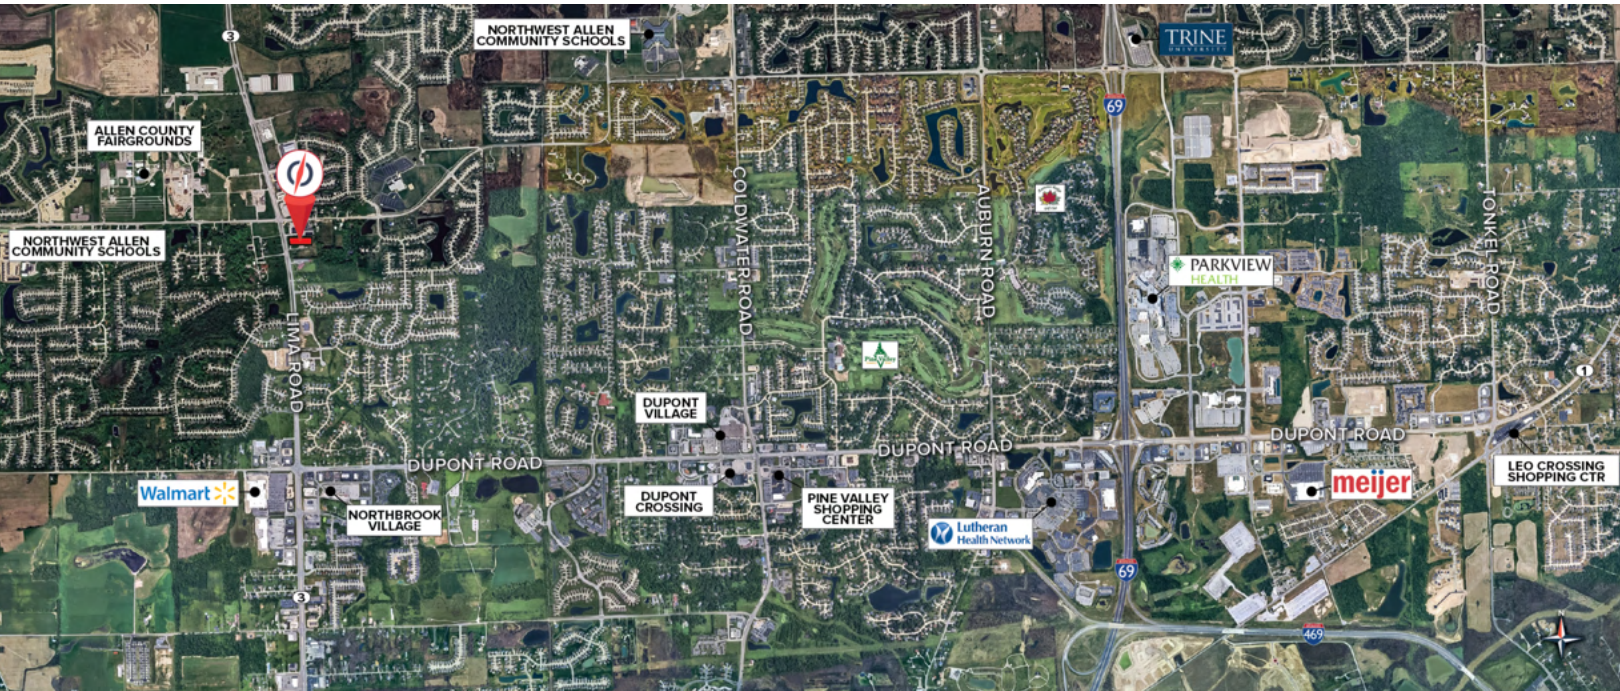 3
NORTHWEST ALLEN
COMMUNITY SCHOOLS
TRINE
UNIVERSITY
69
ALLEN COUNTY
FAIRGROUNDS
COLDWATER ROAD
AUBURN ROAD
TONKEL ROAD
NORTHWEST ALLEN
COMMUNITY SCHOOLS
PARKVIEW
HEALTH
LIMA ROAD
Pine Valley
1
DUPONT
VILLAGE
DUPONT ROAD
DUPONT ROAD
DUPONT ROAD
LEO CROSSING
SHOPPING CTR
Walmart
NORTHBROOK
VILLAGE
DUPONT
CROSSING
PINE VALLEY
SHOPPING
CENTER
meijer
Lutheran
Health Network
69
3
469